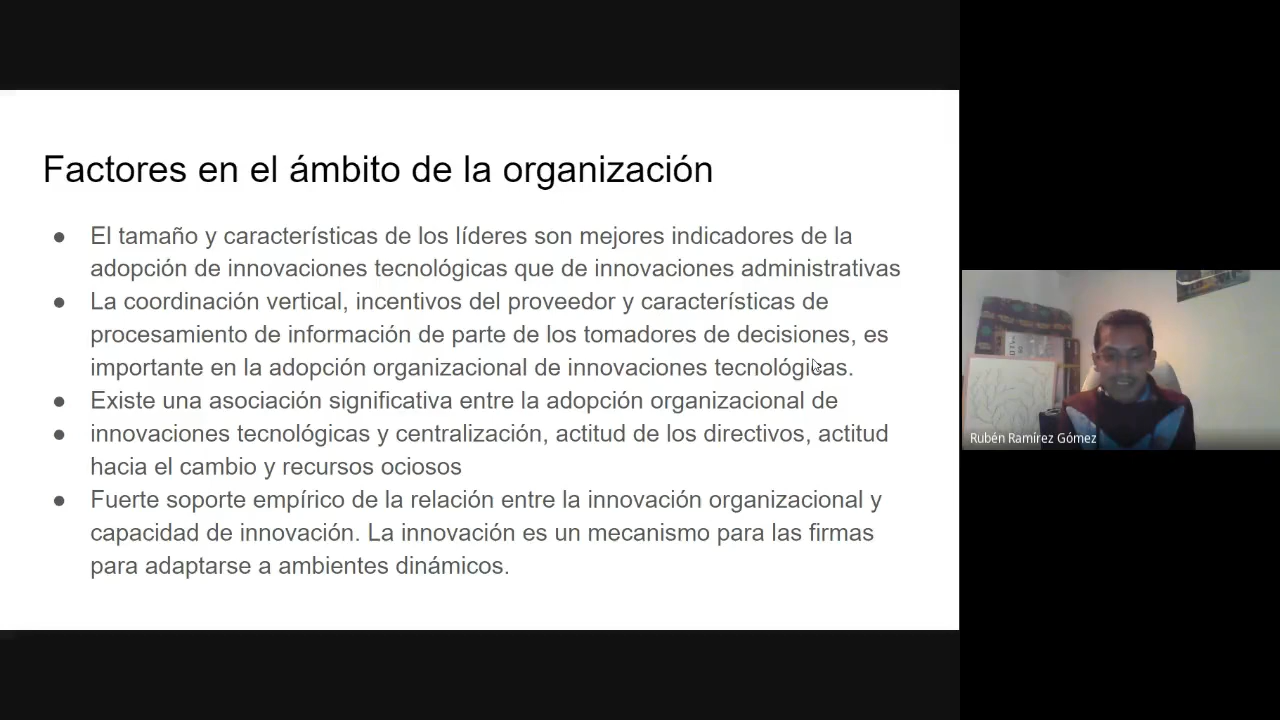 Factores en el ámbito de la organización
● El tamaño y características de los líderes son mejores indicadores de la
adopción de innovaciones tecnológicas que de innovaciones administrativas
● La coordinación vertical, incentivos del proveedor y características de
procesamiento de información de parte de los tomadores de decisiones, es
importante en la adopción organizacional de innovaciones tecnológicas.
● Existe una asociación significativa entre la adopción organizacional de
● innovaciones tecnológicas y centralización, actitud de los directivos, actitud
hacia el cambio y recursos ociosos
● Fuerte soporte empírico de la relación entre la innovación organizacional y
capacidad de innovación. La innovación es un mecanismo para las firmas
para adaptarse a ambientes dinámicos.
Rubén Ramírez Gómez